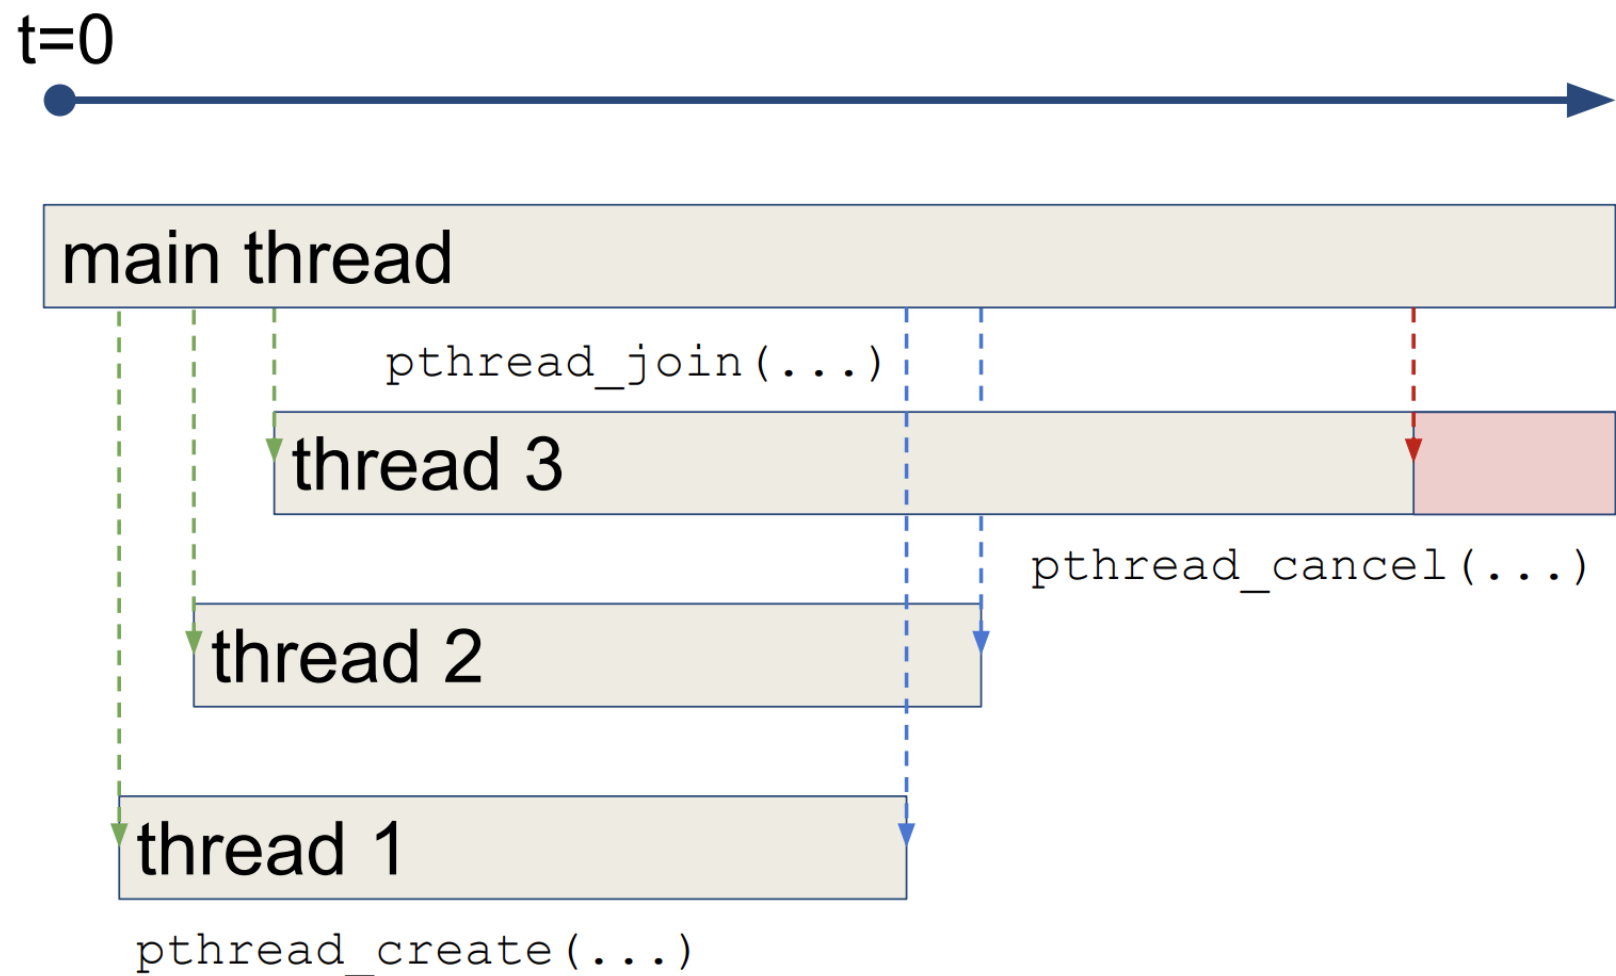 t=0
main thread
pthread_join(...)
thread 3
pthread_cancel(...)
thread 2
thread 1
pthread_create(...)